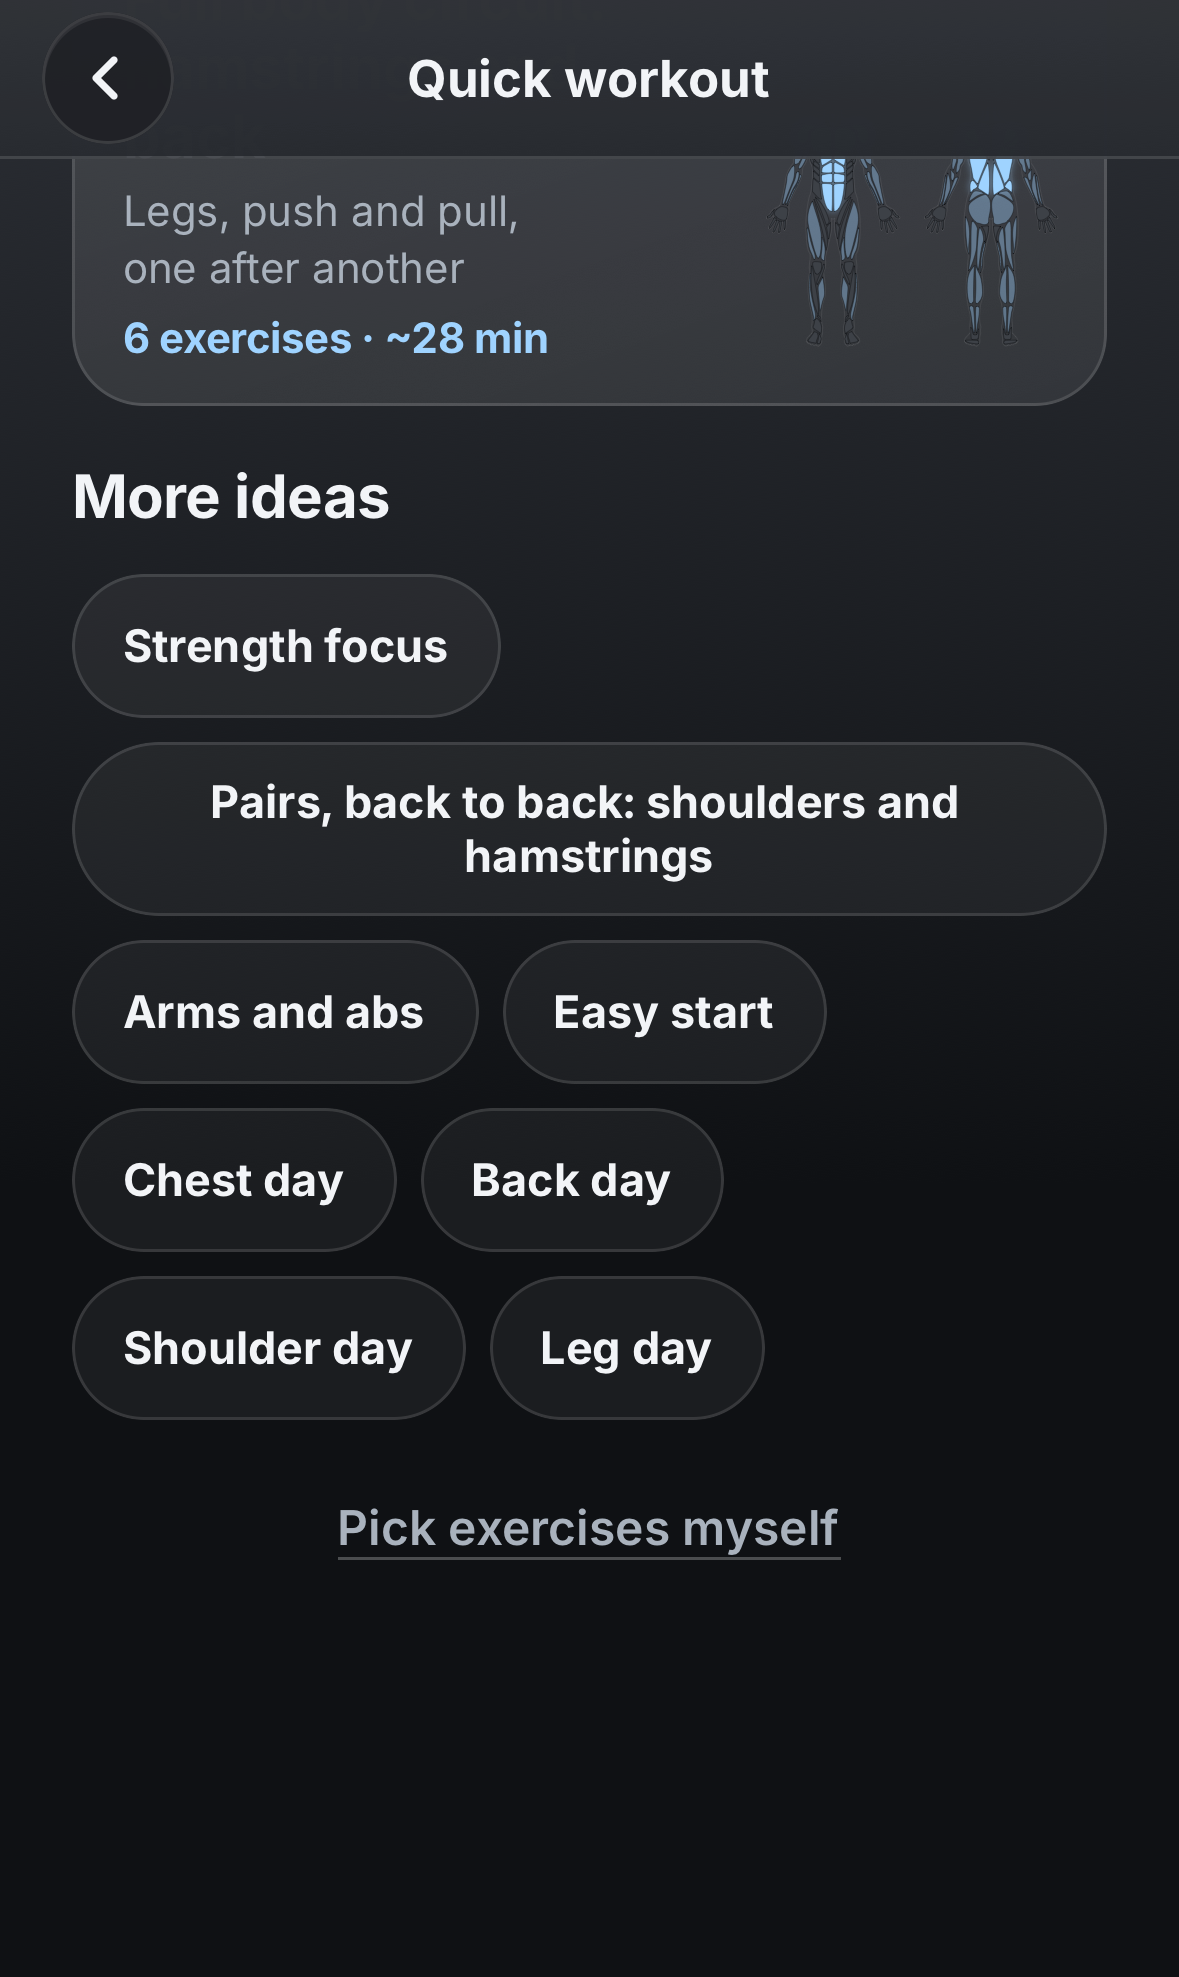 Quick workout
Legs, push and pull,
one after another
6 exercises · ~28 min
More ideas
Strength focus
Pairs, back to back: shoulders and
hamstrings
Arms and abs
Easy start
Chest day
Back day
Shoulder day
Leg day
Pick exercises myself